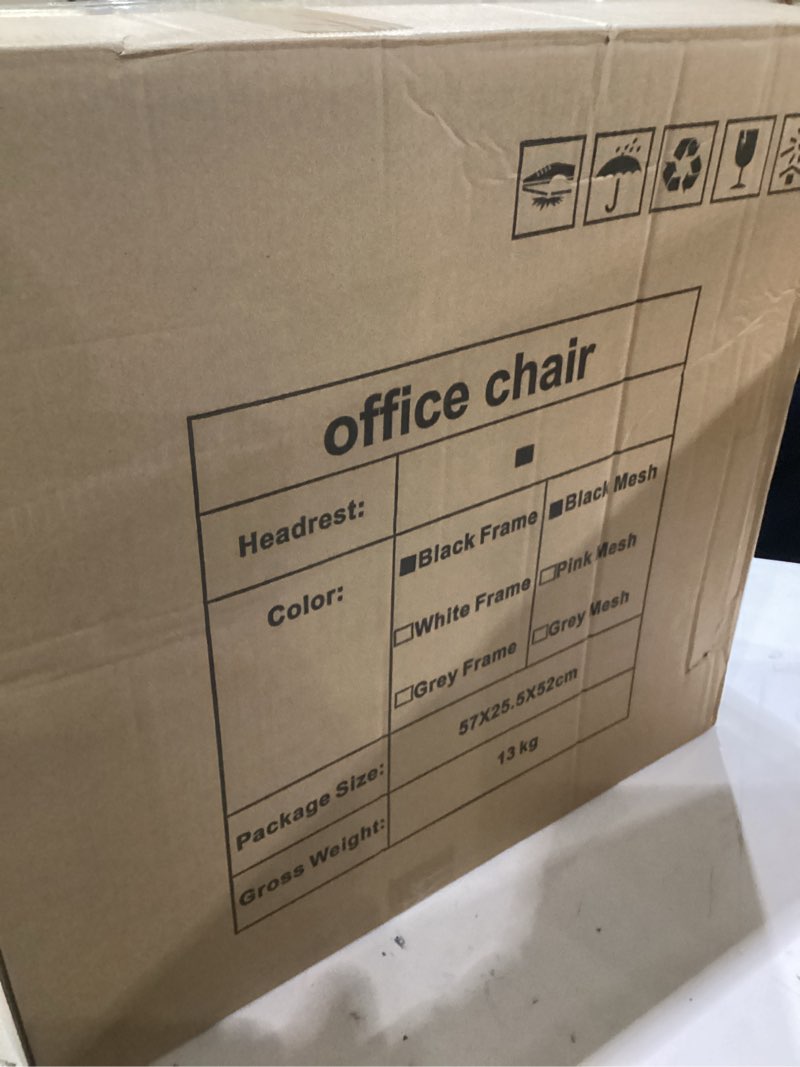 office chair
Headrest: ■
Color:
■Black Frame ■Black Mesh
□White Frame □Pink Mesh
□Grey Frame □Grey Mesh
Package Size: 57X25.5X52cm
Gross Weight: 13 kg